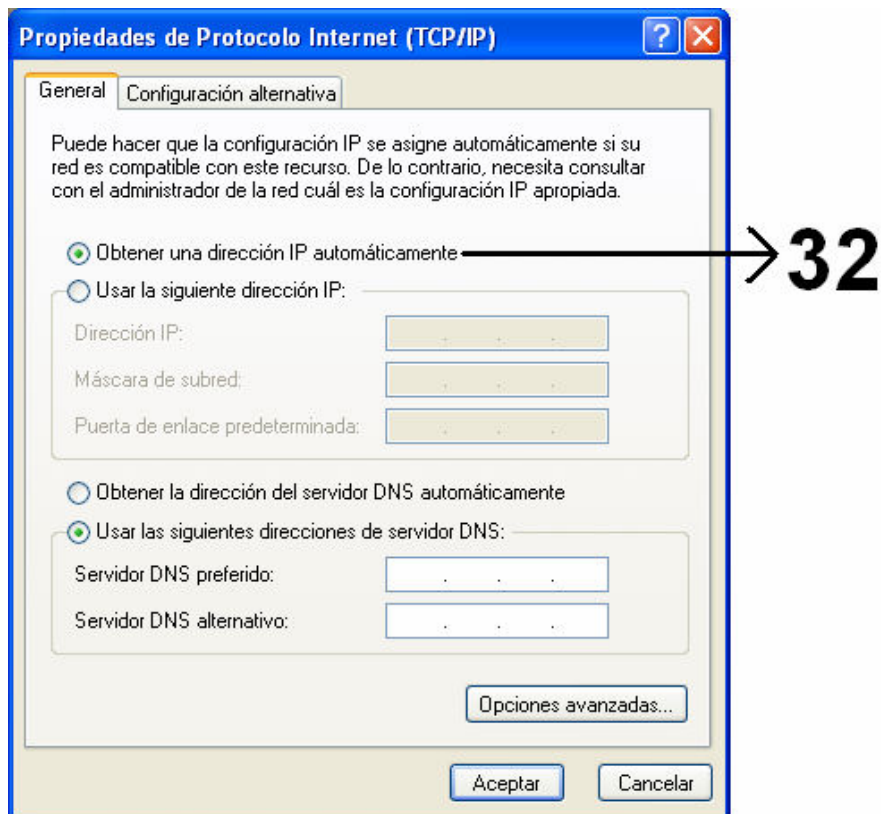 Propiedades de Protocolo Internet (TCP/IP)
General
Configuración alternativa
Puede hacer que la configuración IP se asigne automáticamente si su
red es compatible con este recurso. De lo contrario, necesita consultar
con el administrador de la red cuál es la configuración IP apropiada.
Obtener una dirección IP automáticamente
32
Usar la siguiente dirección IP:
Dirección IP:
Máscara de subred:
Puerta de enlace predeterminada:
Obtener la dirección del servidor DNS automáticamente
Usar las siguientes direcciones de servidor DNS:
Servidor DNS preferido:
Servidor DNS alternativo:
Opciones avanzadas...
Aceptar
Cancelar